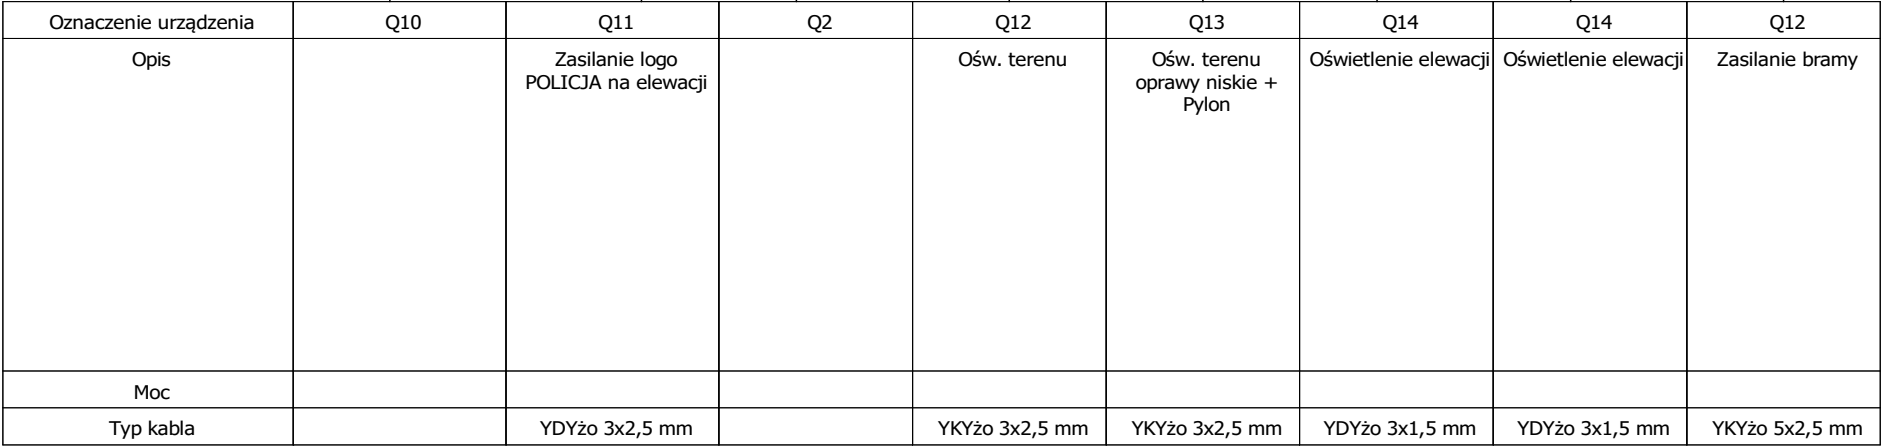 Oznaczenie urządzenia Q10 Q11 Q2 Q12 Q13 Q14 Q14 Q12
Opis Zasilanie logo Ośw. terenu Ośw. terenu Oświetlenie elewacji Oświetlenie elewacji Zasilanie bramy
POLICJA na elewacji oprawy niskie +
Pylon
Moc
Typ kabla YDYżo 3x2,5 mm YKYżo 3x2,5 mm YKYżo 3x2,5 mm YDYżo 3x1,5 mm YDYżo 3x1,5 mm YKYżo 5x2,5 mm